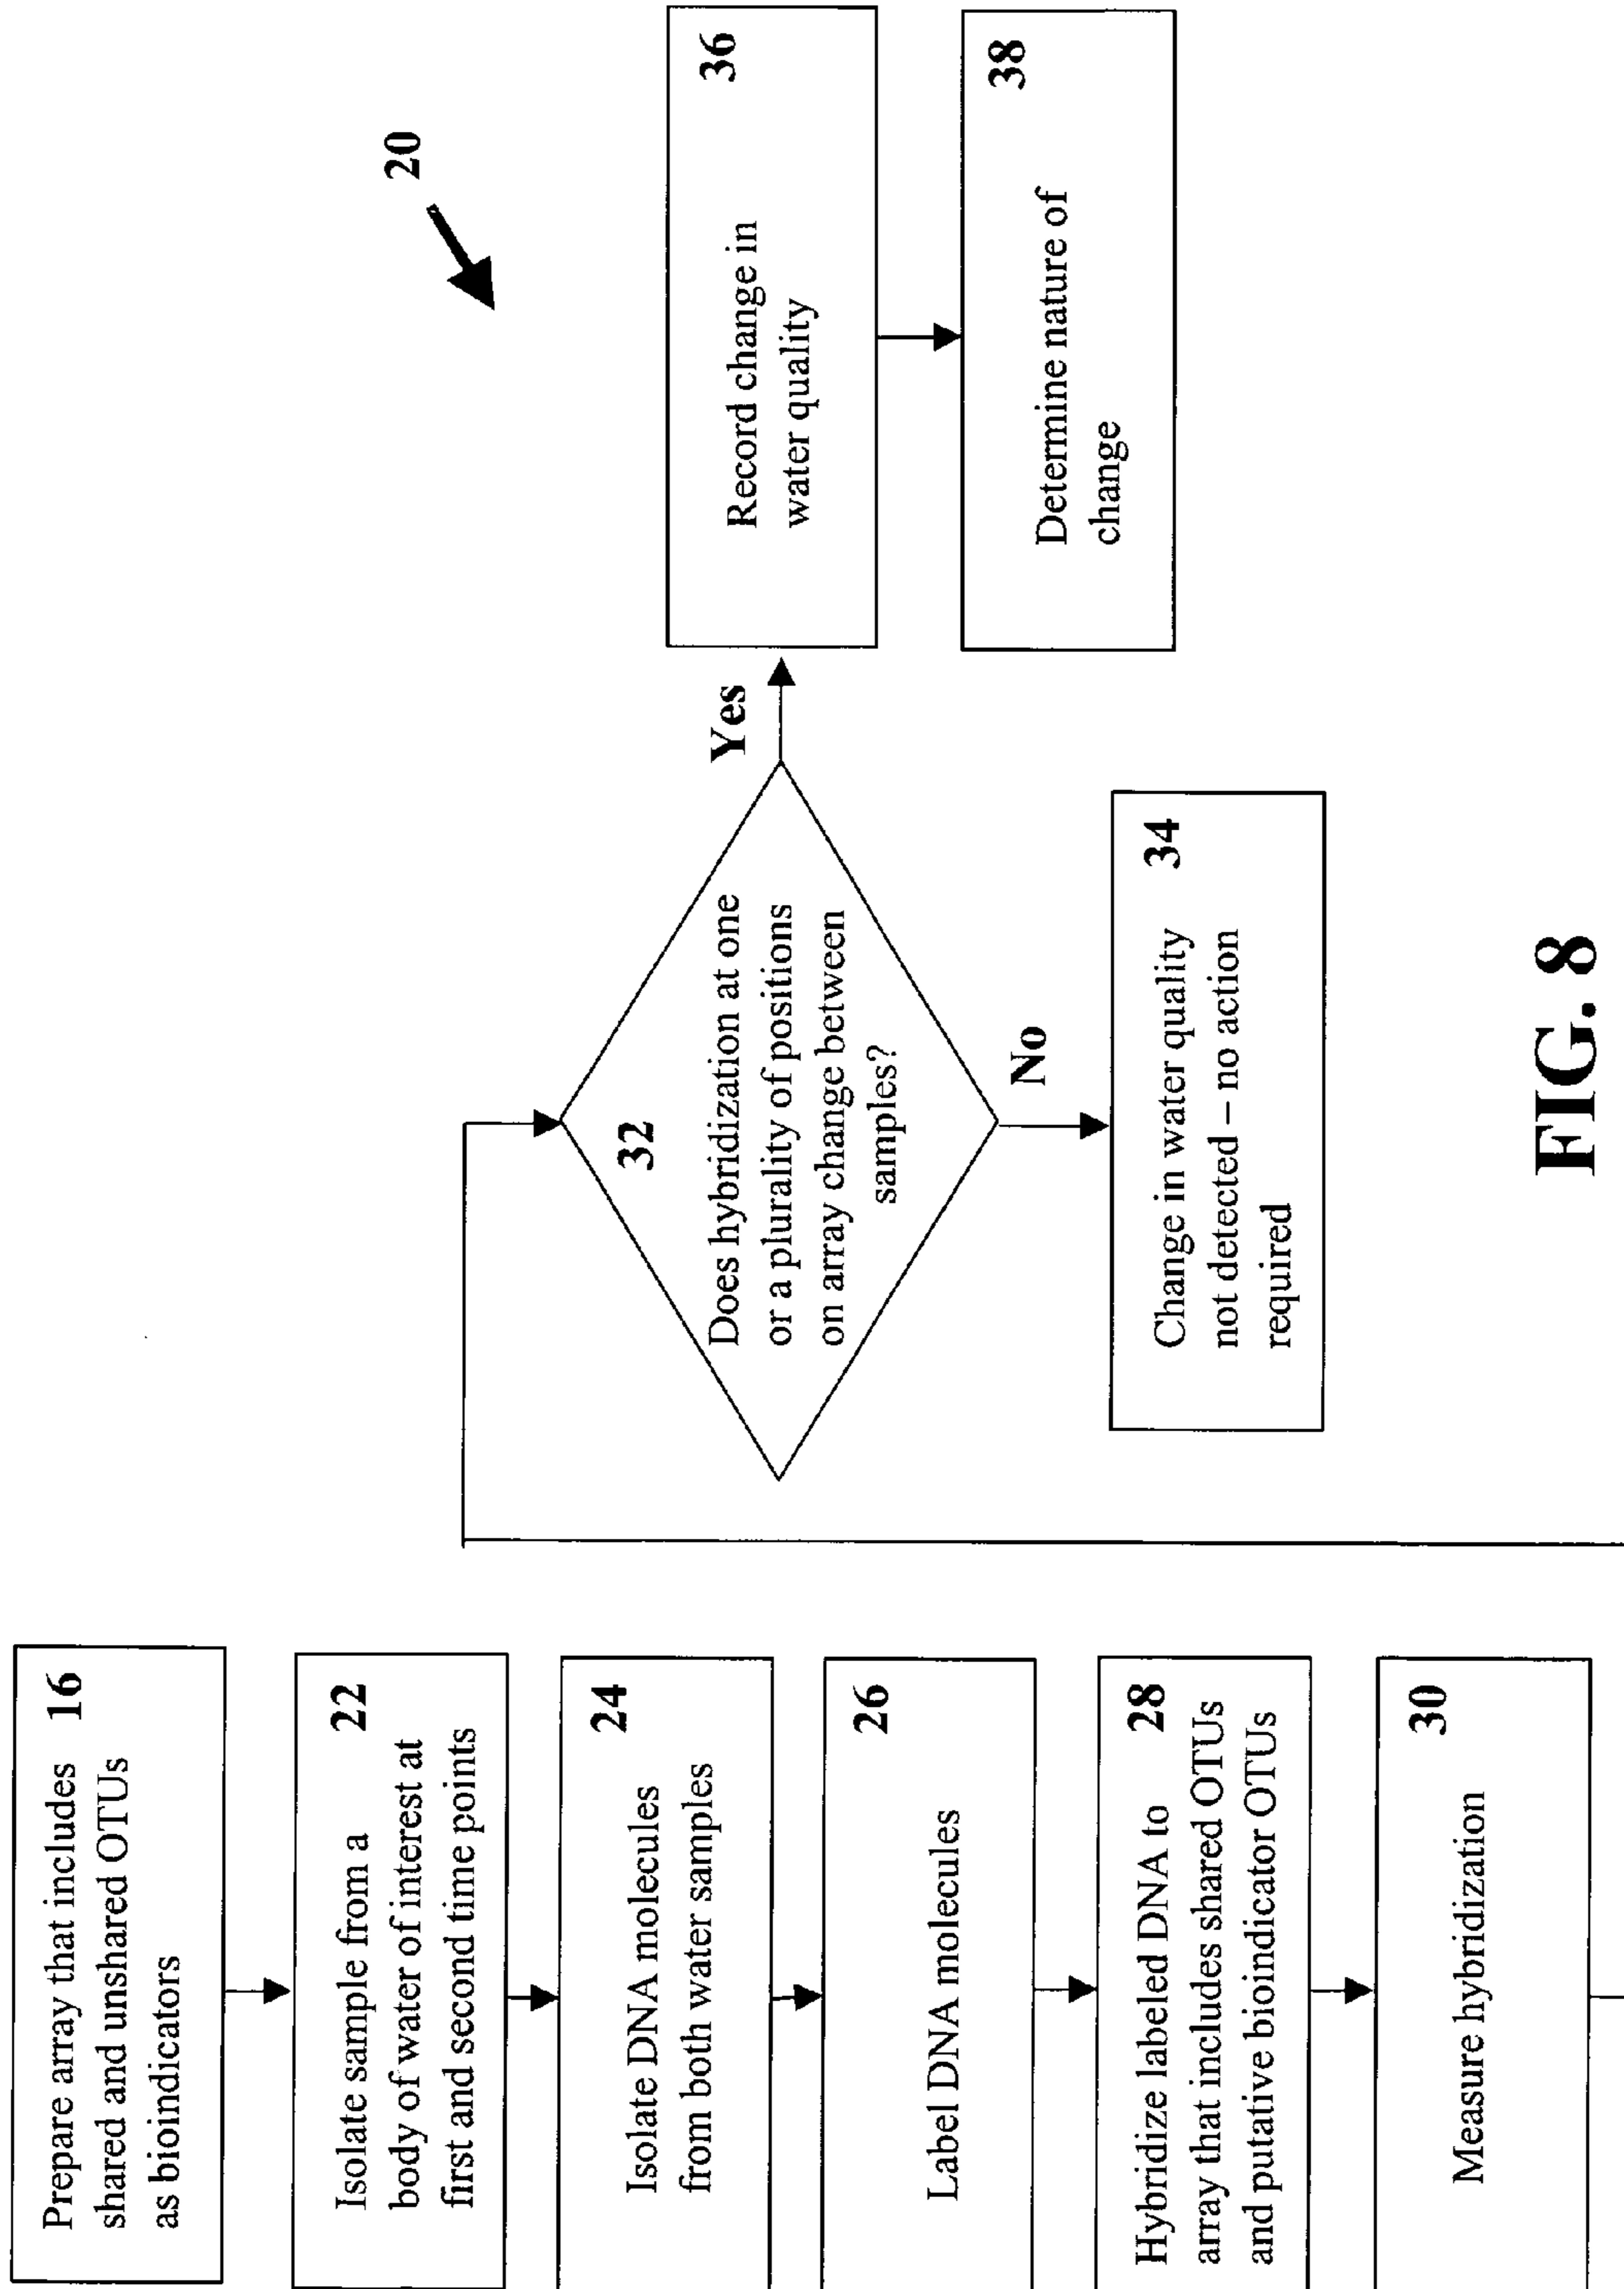 Prepare array that includes 16
shared and unshared OTUs
as bioindicators
Isolate sample from a 22
body of water of interest at
first and second time points
24
Isolate DNA molecules
from both water samples
26
Label DNA molecules
Hybridize labeled DNA to 28
array that includes shared OTUs
and putative bioindicator OTUs
30
Measure hybridization
20
32
Does hybridization at one
or a plurality of positions
on array change between
samples?
Yes
No
Change in water quality 34
not detected – no action
required
36
Record change in
water quality
38
Determine nature of
change
FIG. 8